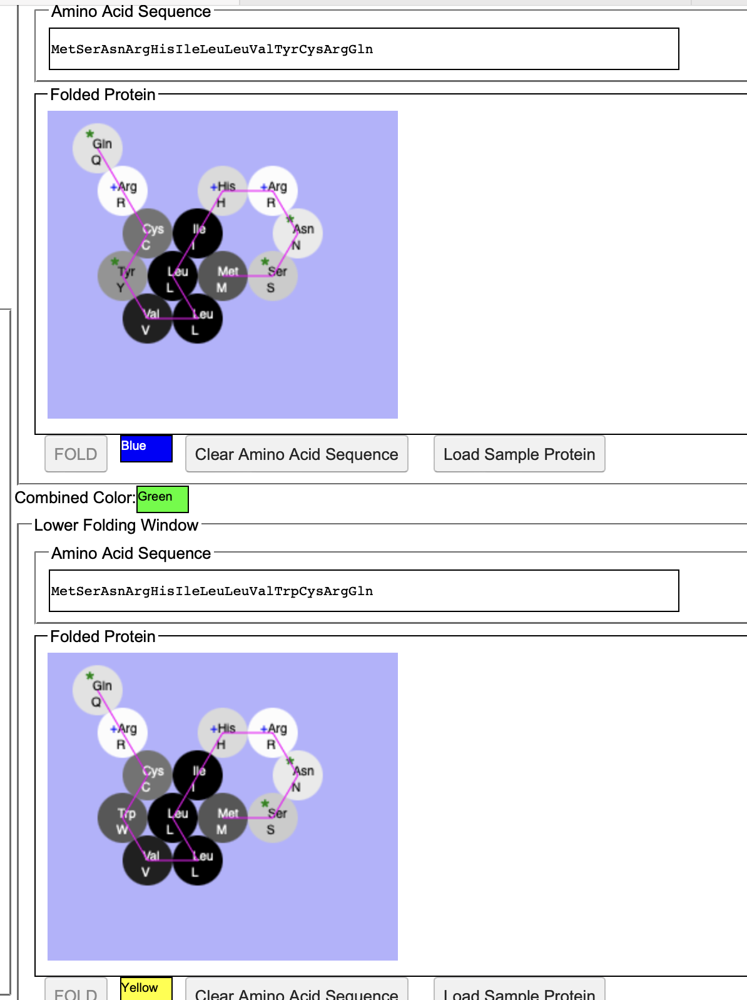 Amino Acid Sequence
MetSerAsnArgHisIleLeuLeuValTyrCysArgGln
Folded Protein
* Gln
Q
+Arg +His +Arg
R H R
Cys Ile * Asn
C I N
* Tyr Leu Met * Ser
Y L M S
Val Leu
V L
FOLD Blue Clear Amino Acid Sequence Load Sample Protein
Combined Color: Green
Lower Folding Window
Amino Acid Sequence
MetSerAsnArgHisIleLeuLeuValTrpCysArgGln
Folded Protein
* Gln
Q
+Arg +His +Arg
R H R
Cys Ile * Asn
C I N
Trp Leu Met * Ser
W L M S
Val Leu
V L
FOLD Yellow Clear Amino Acid Sequence Load Sample Protein